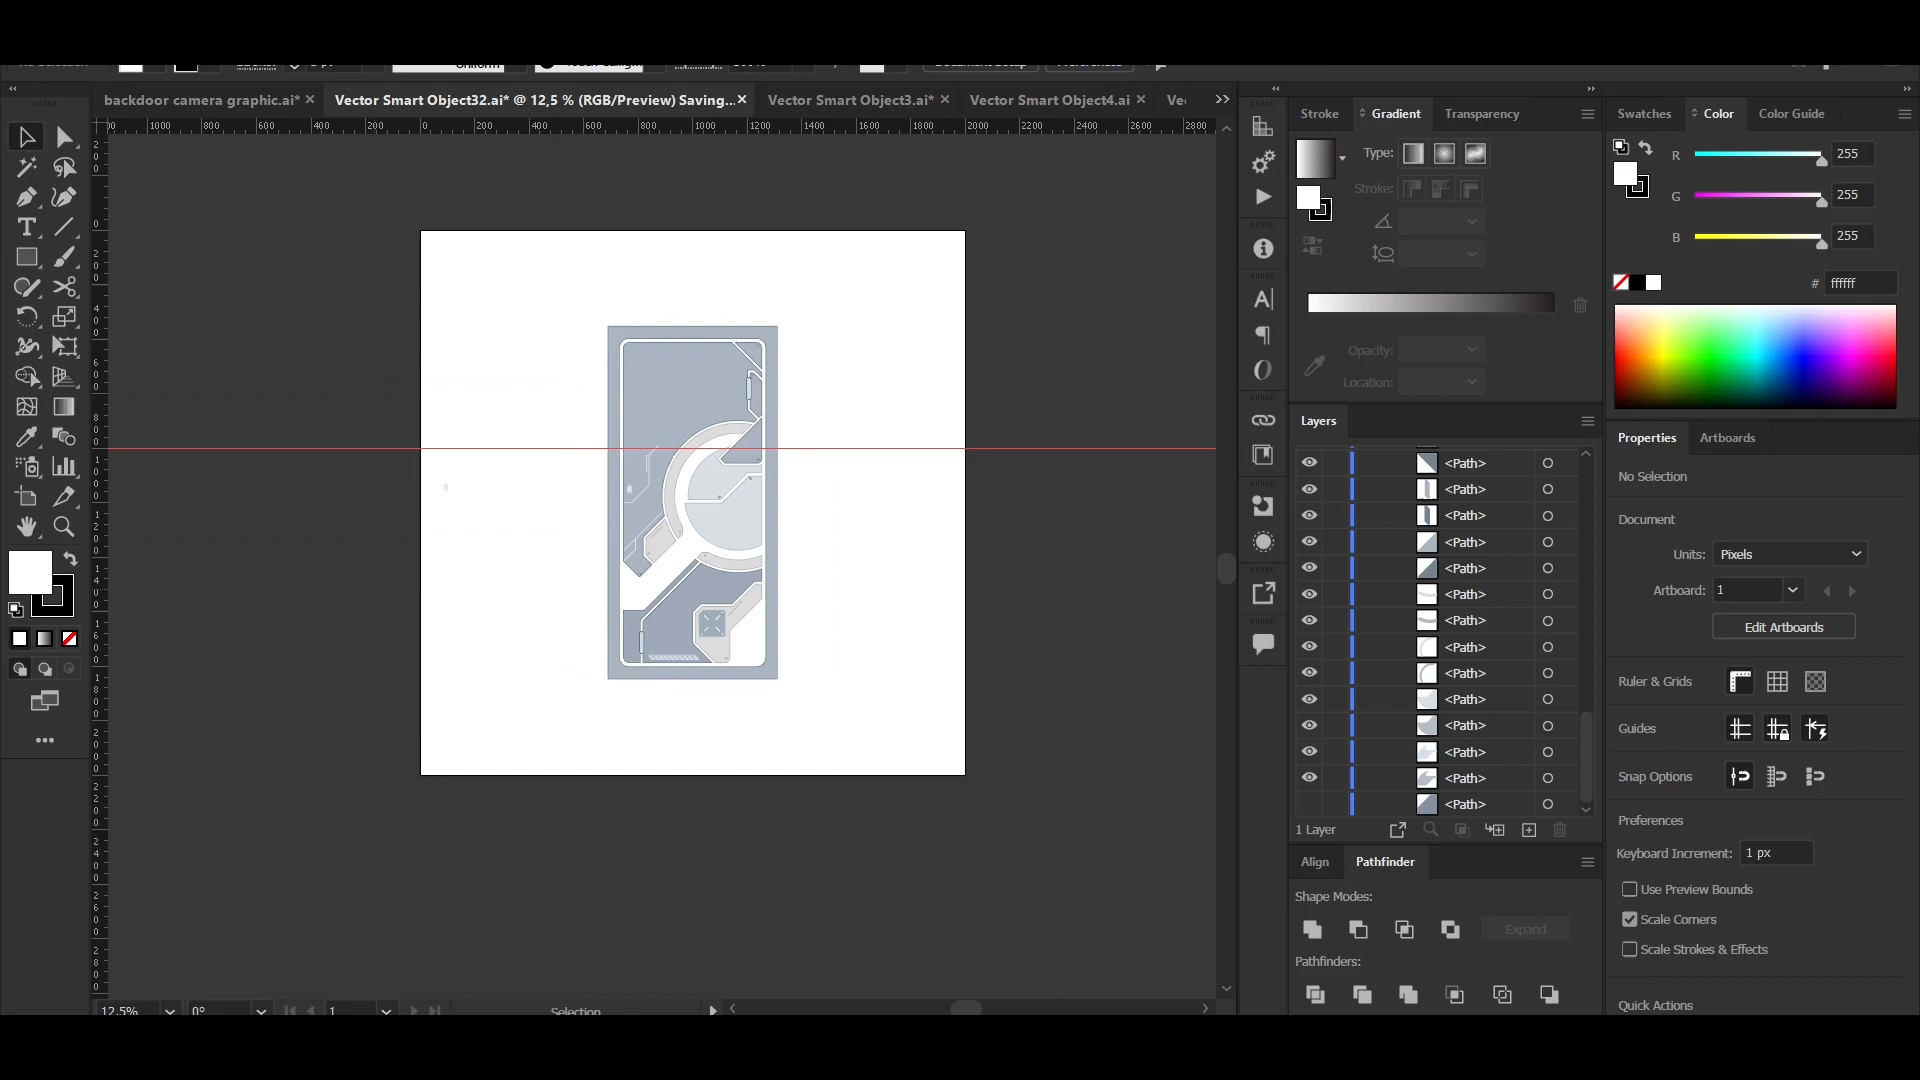 Uniform
Document Setup
Preferences
backdoor camera graphic.ai*
Vector Smart Object32.ai* @ 12,5 % (RGB/Preview) Saving...
Vector Smart Object3.ai*
Vector Smart Object4.ai
Ve
1000 800 600 400 200 0 200 400 600 800 1000 1200 1400 1600 1800 2000 2200 2400 2600 2800
Stroke
Gradient
Transparency
Type:
Stroke:
Opacity:
Location:
Swatches
Color
Color Guide
R 255
G 255
B 255
# ffffff
Layers
<Path>
<Path>
<Path>
<Path>
<Path>
<Path>
<Path>
<Path>
<Path>
<Path>
<Path>
<Path>
<Path>
<Path>
1 Layer
Align
Pathfinder
Shape Modes:
Expand
Pathfinders:
Properties
Artboards
No Selection
Document
Units: Pixels
Artboard: 1
Edit Artboards
Ruler & Grids
Guides
Snap Options
Preferences
Keyboard Increment: 1 px
Use Preview Bounds
Scale Corners
Scale Strokes & Effects
Quick Actions
12,5%
0°
1
Selection